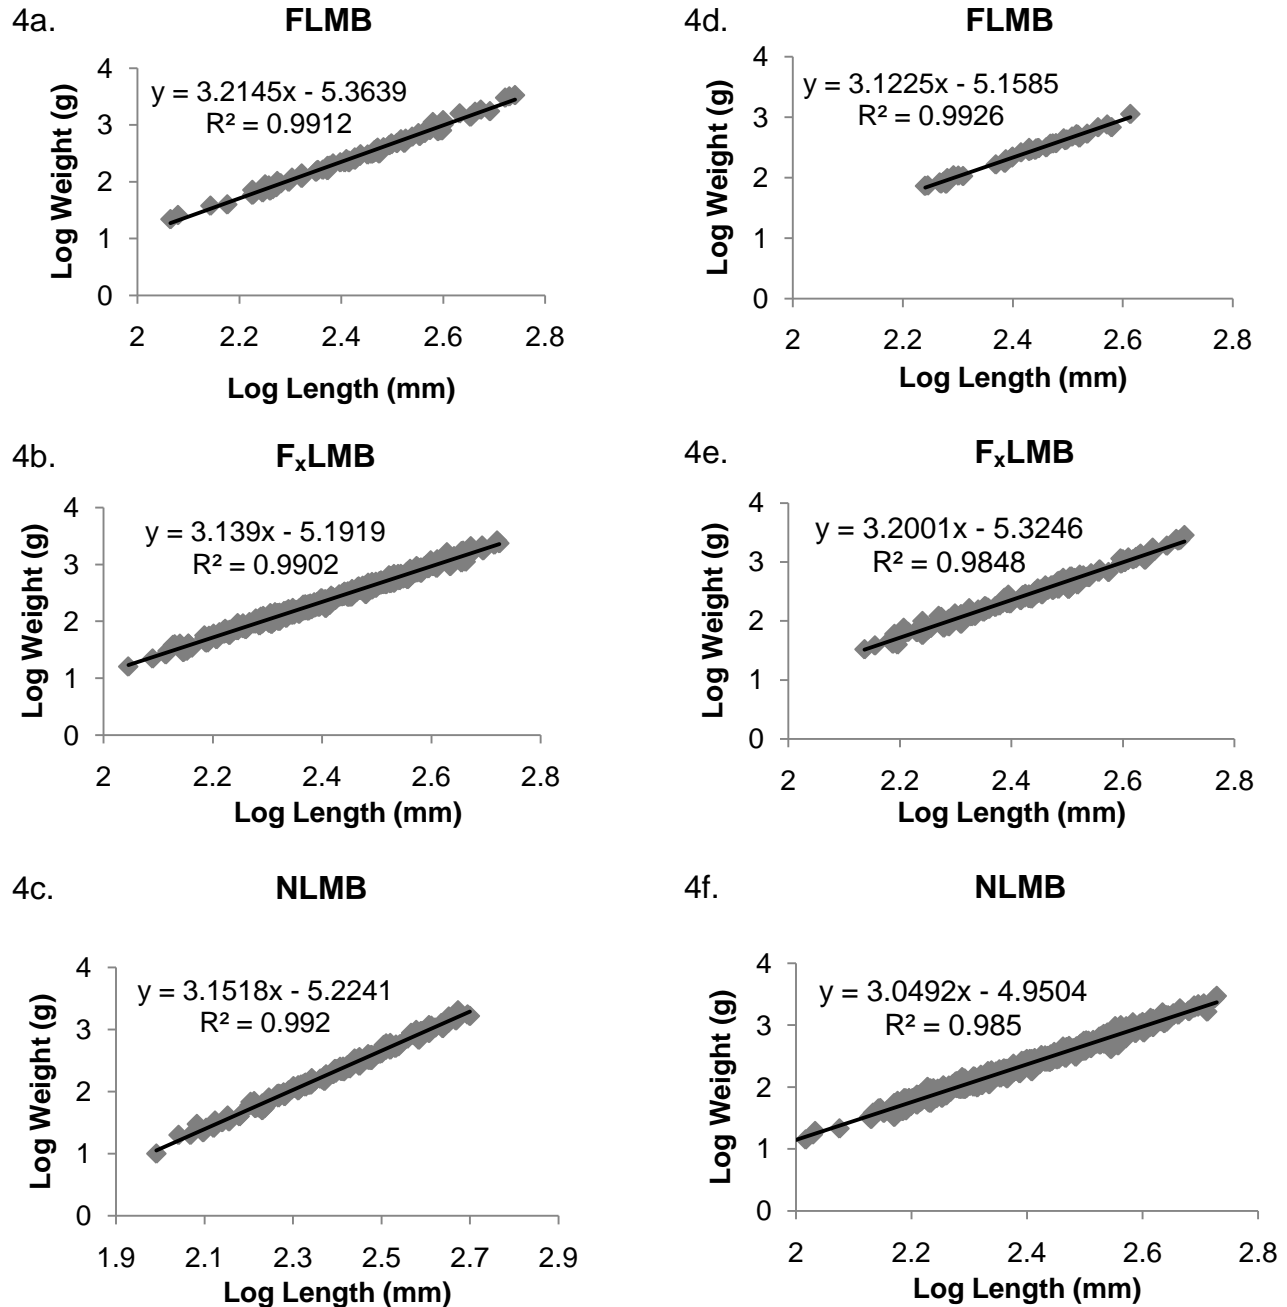 4a.
FLMB
y = 3.2145x - 5.3639
R² = 0.9912
Log Weight (g)
4
3
2
1
0
2 2.2 2.4 2.6 2.8
Log Length (mm)
4d.
FLMB
y = 3.1225x - 5.1585
R² = 0.9926
Log Weight (g)
4
3
2
1
0
2 2.2 2.4 2.6 2.8
Log Length (mm)
4b.
FₓLMB
y = 3.139x - 5.1919
R² = 0.9902
Log Weight (g)
4
3
2
1
0
2 2.2 2.4 2.6 2.8
Log Length (mm)
4e.
FₓLMB
y = 3.2001x - 5.3246
R² = 0.9848
Log Weight (g)
4
3
2
1
0
2 2.2 2.4 2.6 2.8
Log Length (mm)
4c.
NLMB
y = 3.1518x - 5.2241
R² = 0.992
Log Weight (g)
4
3
2
1
0
1.9 2.1 2.3 2.5 2.7 2.9
Log Length (mm)
4f.
NLMB
y = 3.0492x - 4.9504
R² = 0.985
Log Weight (g)
4
3
2
1
0
2 2.2 2.4 2.6 2.8
Log Length (mm)